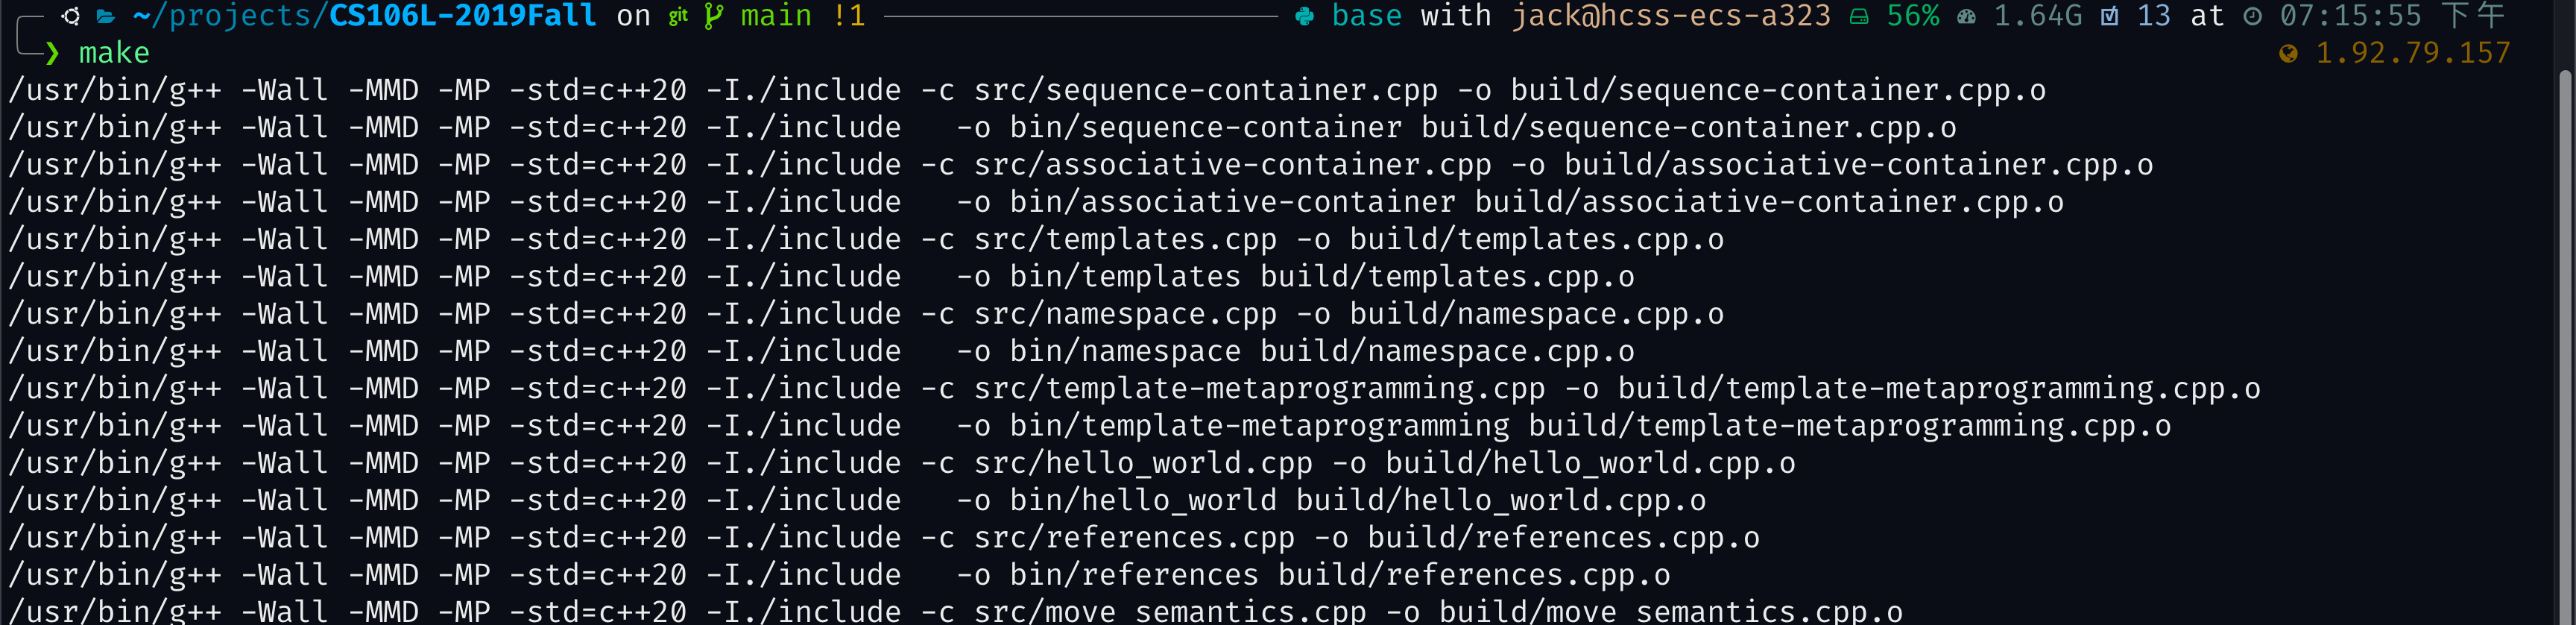 ~/projects/CS106L-2019Fall on git main !1 base with jack@hcss-ecs-a323 56% 1.64G 13 at 07:15:55 下午
❯ make 1.92.79.157
/usr/bin/g++ -Wall -MMD -MP -std=c++20 -I./include -c src/sequence-container.cpp -o build/sequence-container.cpp.o
/usr/bin/g++ -Wall -MMD -MP -std=c++20 -I./include   -o bin/sequence-container build/sequence-container.cpp.o
/usr/bin/g++ -Wall -MMD -MP -std=c++20 -I./include -c src/associative-container.cpp -o build/associative-container.cpp.o
/usr/bin/g++ -Wall -MMD -MP -std=c++20 -I./include   -o bin/associative-container build/associative-container.cpp.o
/usr/bin/g++ -Wall -MMD -MP -std=c++20 -I./include -c src/templates.cpp -o build/templates.cpp.o
/usr/bin/g++ -Wall -MMD -MP -std=c++20 -I./include   -o bin/templates build/templates.cpp.o
/usr/bin/g++ -Wall -MMD -MP -std=c++20 -I./include -c src/namespace.cpp -o build/namespace.cpp.o
/usr/bin/g++ -Wall -MMD -MP -std=c++20 -I./include   -o bin/namespace build/namespace.cpp.o
/usr/bin/g++ -Wall -MMD -MP -std=c++20 -I./include -c src/template-metaprogramming.cpp -o build/template-metaprogramming.cpp.o
/usr/bin/g++ -Wall -MMD -MP -std=c++20 -I./include   -o bin/template-metaprogramming build/template-metaprogramming.cpp.o
/usr/bin/g++ -Wall -MMD -MP -std=c++20 -I./include -c src/hello_world.cpp -o build/hello_world.cpp.o
/usr/bin/g++ -Wall -MMD -MP -std=c++20 -I./include   -o bin/hello_world build/hello_world.cpp.o
/usr/bin/g++ -Wall -MMD -MP -std=c++20 -I./include -c src/references.cpp -o build/references.cpp.o
/usr/bin/g++ -Wall -MMD -MP -std=c++20 -I./include   -o bin/references build/references.cpp.o
/usr/bin/g++ -Wall -MMD -MP -std=c++20 -I./include -c src/move semantics.cpp -o build/move semantics.cpp.o